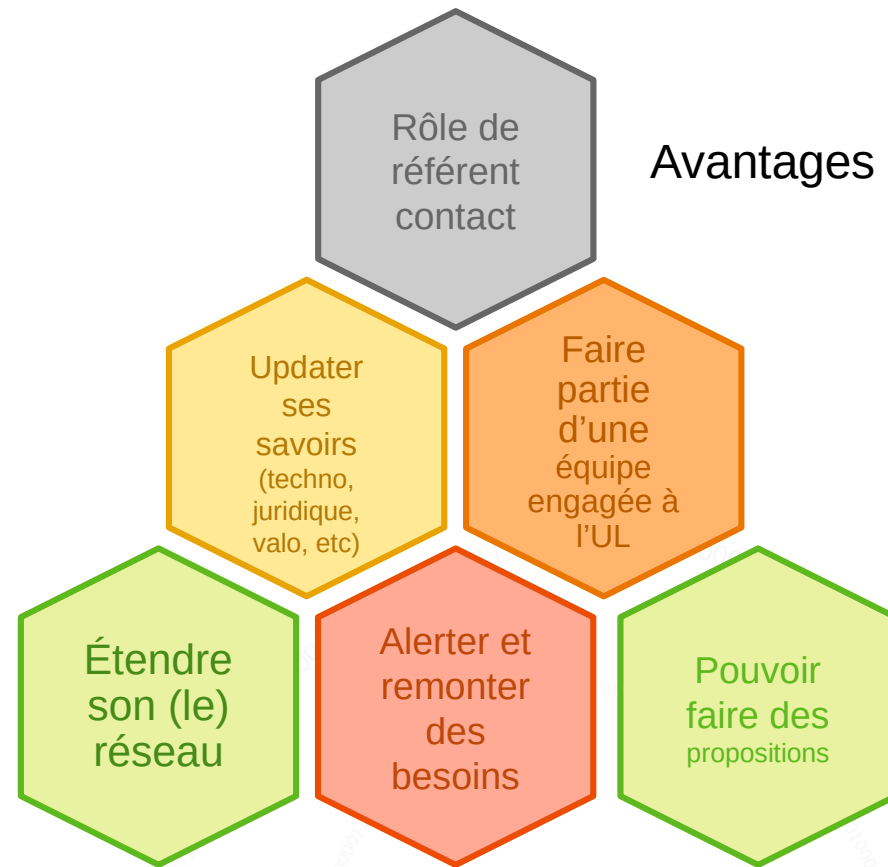 Rôle de
référent
contact
Avantages
Updater
ses
savoirs
(techno,
juridique,
valo, etc)
Faire
partie
d’une
équipe
engagée à
l’UL
Étendre
son (le)
réseau
Alerter et
remonter
des
besoins
Pouvoir
faire des
propositions